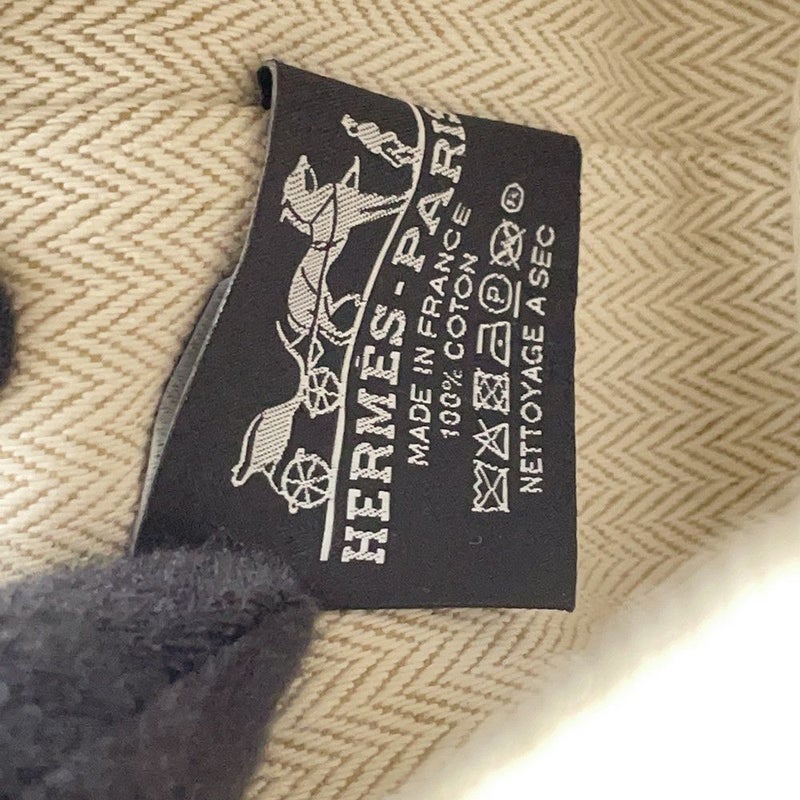 HERMÈS-PARIS
MADE IN FRANCE
100% COTON
P
NETTOYAGE A SEC